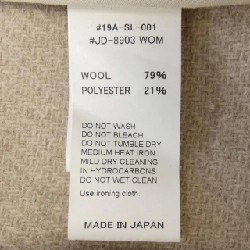 #19A-SL-001
#JD-8903 WOM
WOOL 79%
POLYESTER 21%
DO NOT WASH
DO NOT BLEACH
DO NOT TUMBLE DRY
MEDIUM HEAT IRON
MILD DRY CLEANING
IN HYDROCARBONS
DO NOT WET CLEAN
Use ironing cloth.
MADE IN JAPAN